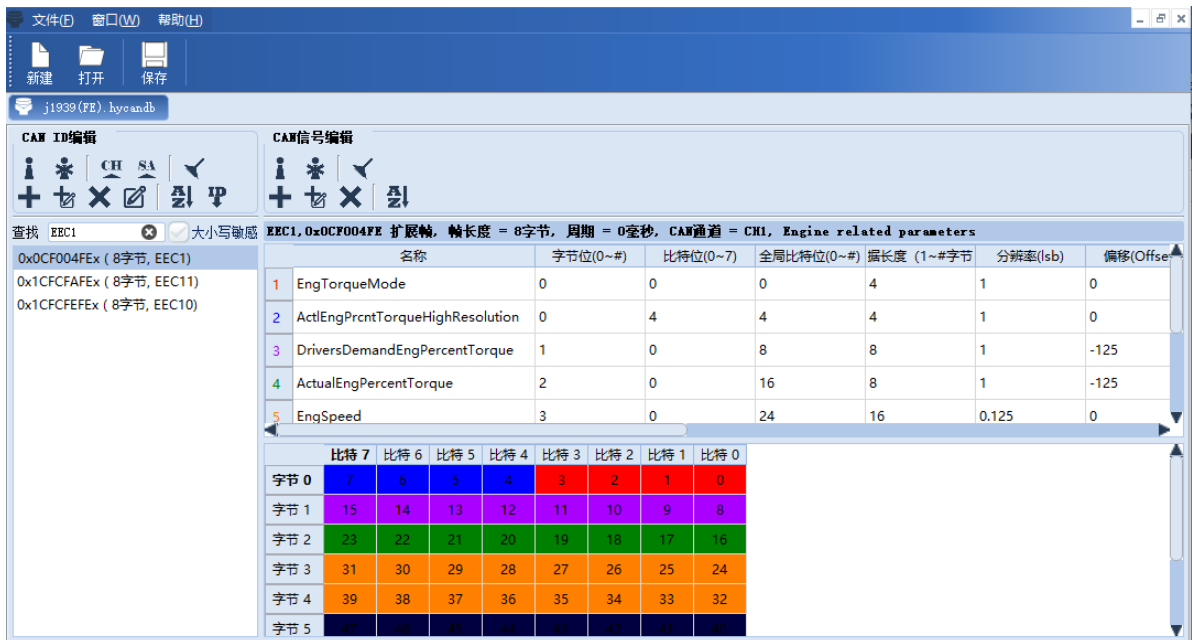 文件(F) 窗口(W) 帮助(H)
新建 打开 保存
j1939(FE).hycandb
CAN ID编辑
CH SA
查找 EEC1 大小写敏感
0x0CF004FEx ( 8字节, EEC1)
0x1CFCFAFEx ( 8字节, EEC11)
0x1CFCFEFEx ( 8字节, EEC10)
CAN信号编辑
EEC1,0x0CF004FE 扩展帧, 帧长度 = 8字节, 周期 = 0毫秒, CAN通道 = CH1, Engine related parameters
名称 字节位(0~#) 比特位(0~7) 全局比特位(0~#) 据长度 (1~#字节 分辨率(lsb) 偏移(Offse
1 EngTorqueMode 0 0 0 4 1 0
2 ActlEngPrcntTorqueHighResolution 0 4 4 4 1 0
3 DriversDemandEngPercentTorque 1 0 8 8 1 -125
4 ActualEngPercentTorque 2 0 16 8 1 -125
5 EngSpeed 3 0 24 16 0.125 0
比特 7 比特 6 比特 5 比特 4 比特 3 比特 2 比特 1 比特 0
字节 0 7 6 5 4 3 2 1 0
字节 1 15 14 13 12 11 10 9 8
字节 2 23 22 21 20 19 18 17 16
字节 3 31 30 29 28 27 26 25 24
字节 4 39 38 37 36 35 34 33 32
字节 5